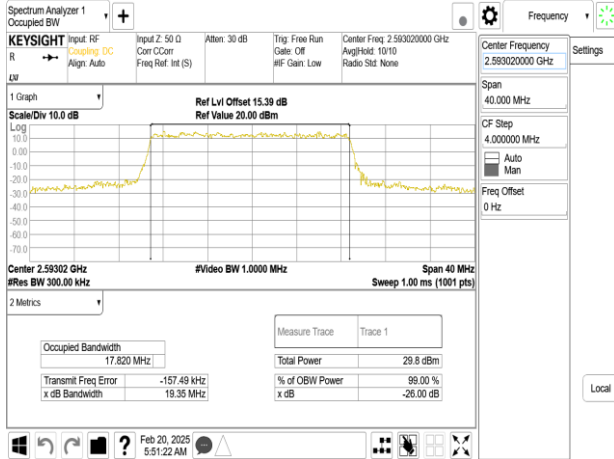 Spectrum Analyzer 1
Occupied BW
+
Frequency
KEYSIGHT
R
LXI
Input: RF
Coupling: DC
Align: Auto
Input Z: 50 Ω
Corr CCorr
Freq Ref: Int (S)
Atten: 30 dB
Trig: Free Run
Gate: Off
#IF Gain: Low
Center Freq: 2.593020000 GHz
Avg|Hold: 10/10
Radio Std: None
Center Frequency
2.593020000 GHz
Settings
Span
40.000 MHz
CF Step
4.000000 MHz
Auto
Man
Freq Offset
0 Hz
Local
1 Graph
Scale/Div 10.0 dB
Ref Lvl Offset 15.39 dB
Ref Value 20.00 dBm
Log
10.0
0.00
-10.0
-20.0
-30.0
-40.0
-50.0
-60.0
-70.0
Center 2.59302 GHz
#Res BW 300.00 kHz
#Video BW 1.0000 MHz
Span 40 MHz
Sweep 1.00 ms (1001 pts)
2 Metrics
Measure Trace Trace 1
Occupied Bandwidth
17.820 MHz
Total Power 29.8 dBm
Transmit Freq Error -157.49 kHz
% of OBW Power 99.00 %
x dB Bandwidth 19.35 MHz
x dB -26.00 dB
?
Feb 20, 2025
5:51:22 AM